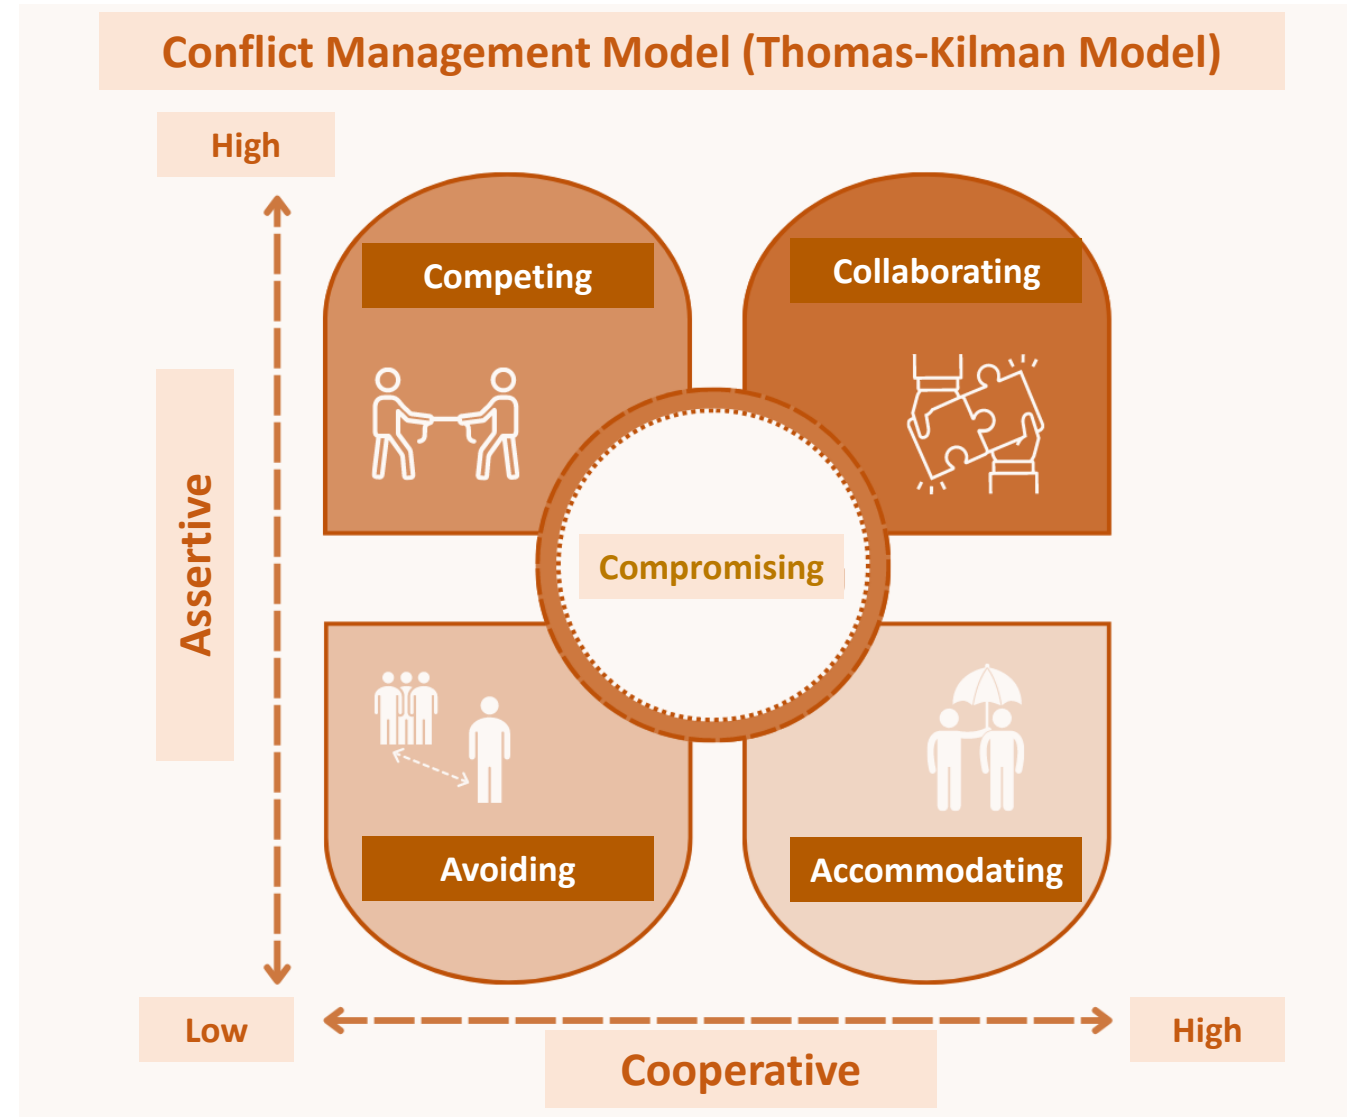 Conflict Management Model (Thomas-Kilman Model)
High
Competing
Collaborating
Assertive
Compromising
Avoiding
Accommodating
Low
High
Cooperative